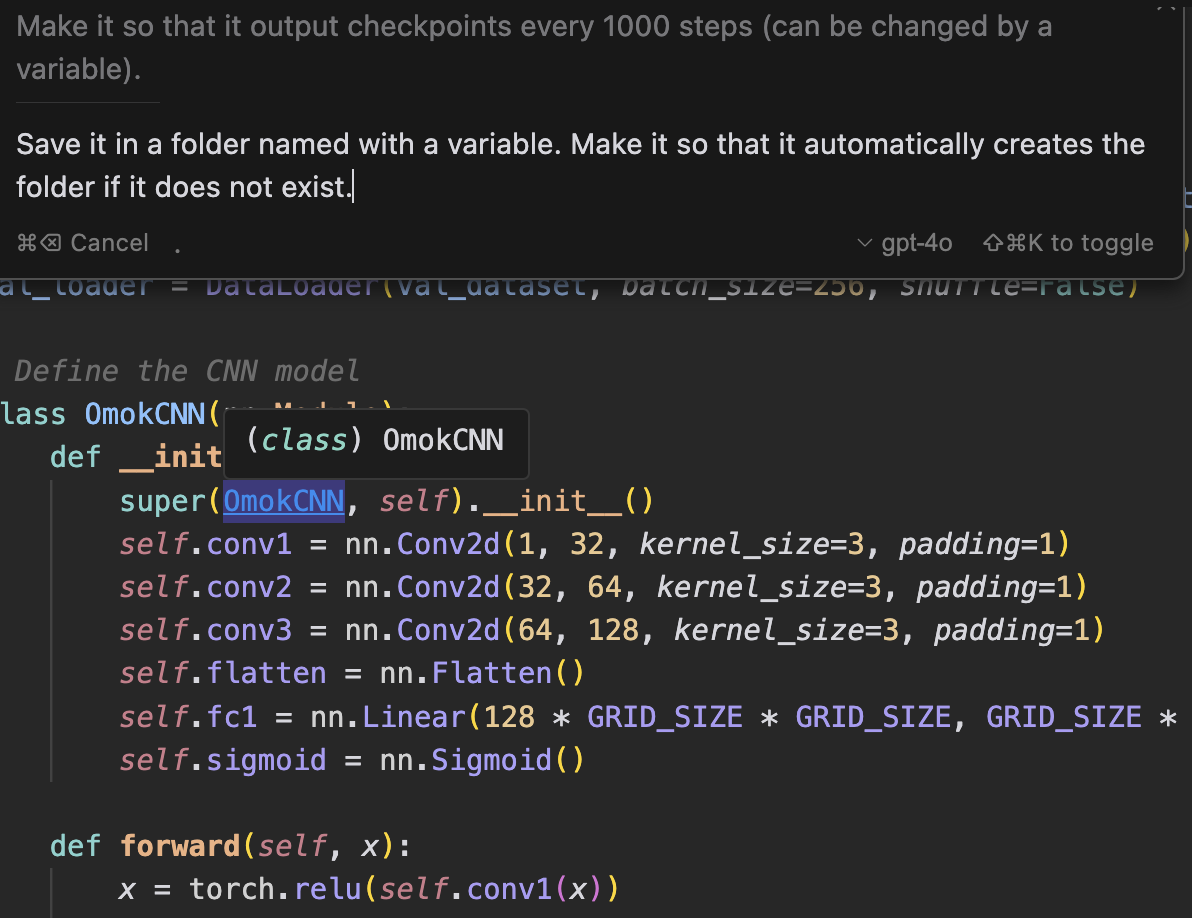 Make it so that it output checkpoints every 1000 steps (can be changed by a
variable).
Save it in a folder named with a variable. Make it so that it automatically creates the
folder if it does not exist.
⌘⌫ Cancel .
gpt-4o ⇧⌘K to toggle
al_loader = DataLoader(val_dataset, batch_size=256, shuffle=False)
Define the CNN model
lass OmokCNN(nn.Module):
(class) OmokCNN
def __init
super(OmokCNN, self).__init__()
self.conv1 = nn.Conv2d(1, 32, kernel_size=3, padding=1)
self.conv2 = nn.Conv2d(32, 64, kernel_size=3, padding=1)
self.conv3 = nn.Conv2d(64, 128, kernel_size=3, padding=1)
self.flatten = nn.Flatten()
self.fc1 = nn.Linear(128 * GRID_SIZE * GRID_SIZE, GRID_SIZE *
self.sigmoid = nn.Sigmoid()
def forward(self, x):
x = torch.relu(self.conv1(x))